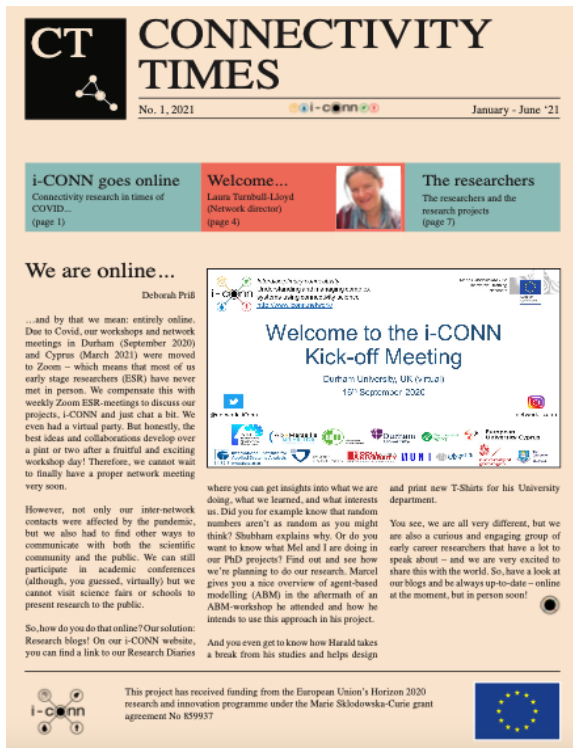 CT
CONNECTIVITY
TIMES
No. 1, 2021
i-conn
January - June ‘21
i-CONN goes online
Connectivity research in times of
COVID...
(page 1)
Welcome...
Laura Turnbull-Lloyd
(Network director)
(page 4)
The researchers
The researchers and the
research projects
(page 7)
We are online...
Deborah Priß
...and by that we mean: entirely online.
Due to Covid, our workshops and network
meetings in Durham (September 2020)
and Cyprus (March 2021) were moved
to Zoom – which means that most of us
early stage researchers (ESR) have never
met in person. We compensate this with
weekly Zoom ESR-meetings to discuss our
projects, i-CONN and just chat a bit. We
even had a virtual party. But honestly, the
best ideas and collaborations develop over
a pint or two after a fruitful and exciting
workshop day! Therefore, we cannot wait
to finally have a proper network meeting
very soon.
However, not only our inter-network
contacts were affected by the pandemic,
but we also had to find other ways to
communicate with both the scientific
community and the public. We can still
participate in academic conferences
(although, you guessed, virtually) but we
cannot visit science fairs or schools to
present research to the public.
So, how do you do that online? Our solution:
Research blogs! On our i-CONN website,
you can find a link to our Research Diaries
i-conn
Understanding and managing complex
systems using connectivity science
Welcome to the i-CONN
Kick-off Meeting
Durham University, UK (virtual)
16th September 2020
Durham
European
University Cyprus
where you can get insights into what we are
doing, what we learned, and what interests
us. Did you for example know that random
numbers aren’t as random as you might
think? Shubham explains why. Or do you
want to know what Mel and I are doing in
our PhD projects? Find out and see how
we’re planning to do our research. Marcel
gives you a nice overview of agent-based
modelling (ABM) in the aftermath of an
ABM-workshop he attended and how he
intends to use this approach in his project.
And you even get to know how Harald takes
a break from his studies and helps design
and print new T-Shirts for his University
department.
You see, we are all very different, but we
are also a curious and engaging group of
early career researchers that have a lot to
speak about – and we are very excited to
share this with the world. So, have a look at
our blogs and be always up-to-date – online
at the moment, but in person soon!
i-conn
This project has received funding from the European Union’s Horizon 2020
research and innovation programme under the Marie Sklodowska-Curie grant
agreement No 859937